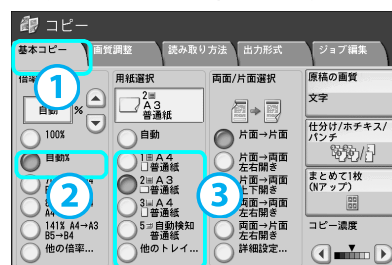 コピー
基本コピー
画質調整
読み取り方法
出力形式
ジョブ編集
1
自動 %
100%
自動%
2
141% A4→A3
B5→B4
他の倍率...
用紙選択
2
A3
普通紙
自動
1 A4
普通紙
2 A3
普通紙
3 A4
普通紙
5 自動検知
普通紙
他のトレイ...
3
両面/片面選択
片面→片面
片面→両面
左右開き
片面→両面
上下開き
両面→両面
左右開き
両面→片面
左右開き
詳細設定...
原稿の画質
文字
仕分け/ホチキス/
パンチ
まとめて1枚
(Nアップ)
コピー濃度